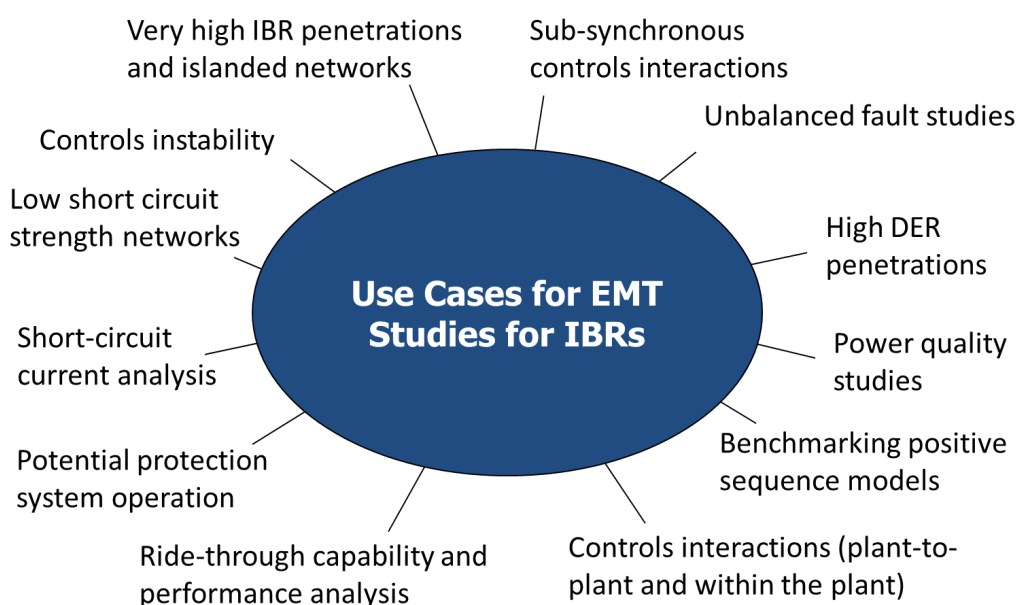 Very high IBR penetrations
and islanded networks
Sub-synchronous
controls interactions
Unbalanced fault studies
Controls instability
Low short circuit
strength networks
High DER
penetrations
Use Cases for EMT
Studies for IBRs
Short-circuit
current analysis
Power quality
studies
Benchmarking positive
sequence models
Potential protection
system operation
Ride-through capability and
performance analysis
Controls interactions (plant-to-
plant and within the plant)